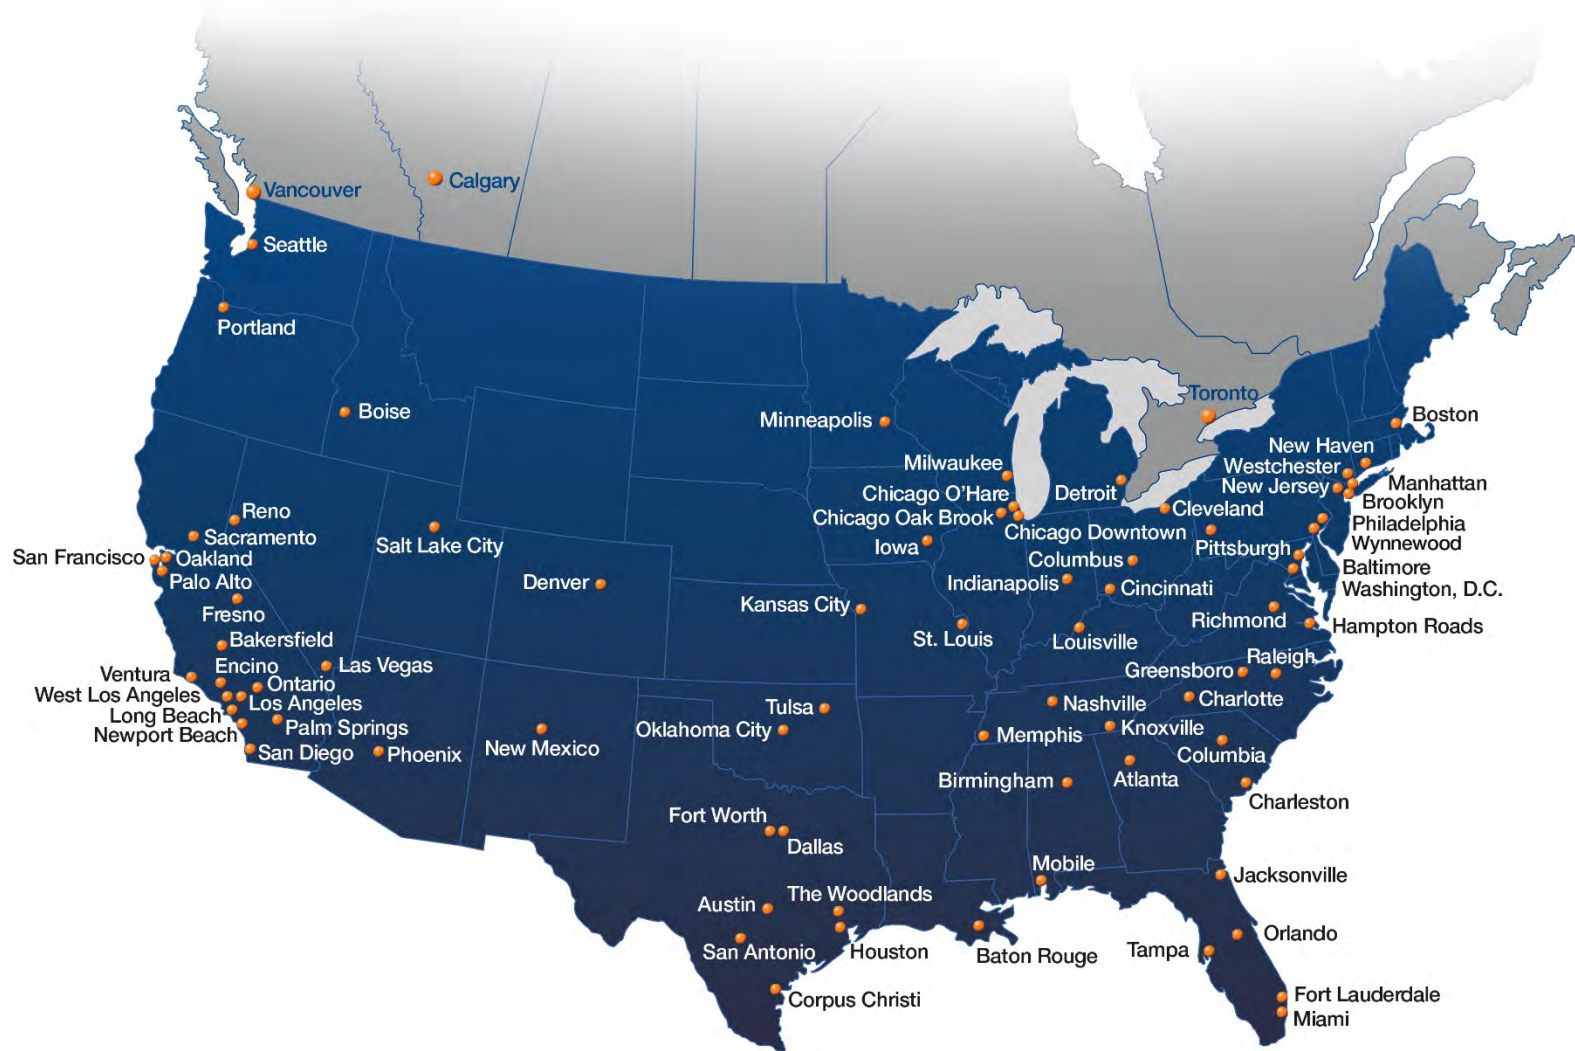 Vancouver
Calgary
Seattle
Portland
Toronto
Boise
Minneapolis
Boston
New Haven
Milwaukee
Westchester
New Jersey
Manhattan
Chicago O'Hare
Detroit
Brooklyn
Cleveland
Reno
Chicago Oak Brook
Philadelphia
Chicago Downtown
Sacramento
Salt Lake City
Iowa
Pittsburgh
Wynnewood
San Francisco
Oakland
Columbus
Baltimore
Palo Alto
Denver
Indianapolis
Cincinnati
Washington, D.C.
Fresno
Kansas City
Richmond
Hampton Roads
Bakersfield
St. Louis
Louisville
Encino
Las Vegas
Raleigh
Ventura
Greensboro
Ontario
West Los Angeles
Los Angeles
Nashville
Charlotte
Long Beach
Tulsa
Palm Springs
Oklahoma City
Knoxville
Newport Beach
Memphis
San Diego
Phoenix
New Mexico
Columbia
Birmingham
Atlanta
Charleston
Fort Worth
Dallas
Mobile
Jacksonville
The Woodlands
Austin
Orlando
San Antonio
Houston
Baton Rouge
Tampa
Corpus Christi
Fort Lauderdale
Miami